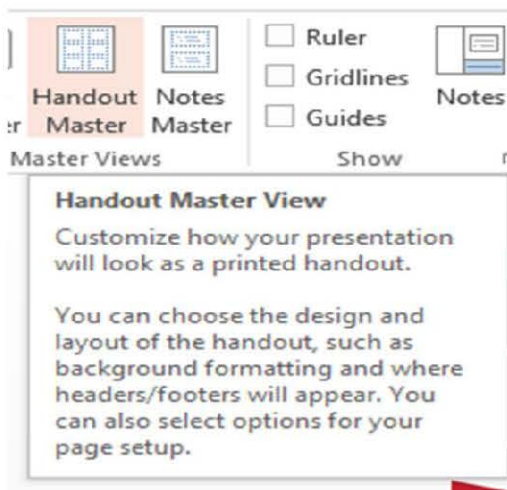 Ruler
Gridlines
Guides
Handout Master
Notes Master
Notes
er
Master Views
Show
Handout Master View
Customize how your presentation
will look as a printed handout.
You can choose the design and
layout of the handout, such as
background formatting and where
headers/footers will appear. You
can also select options for your
page setup.